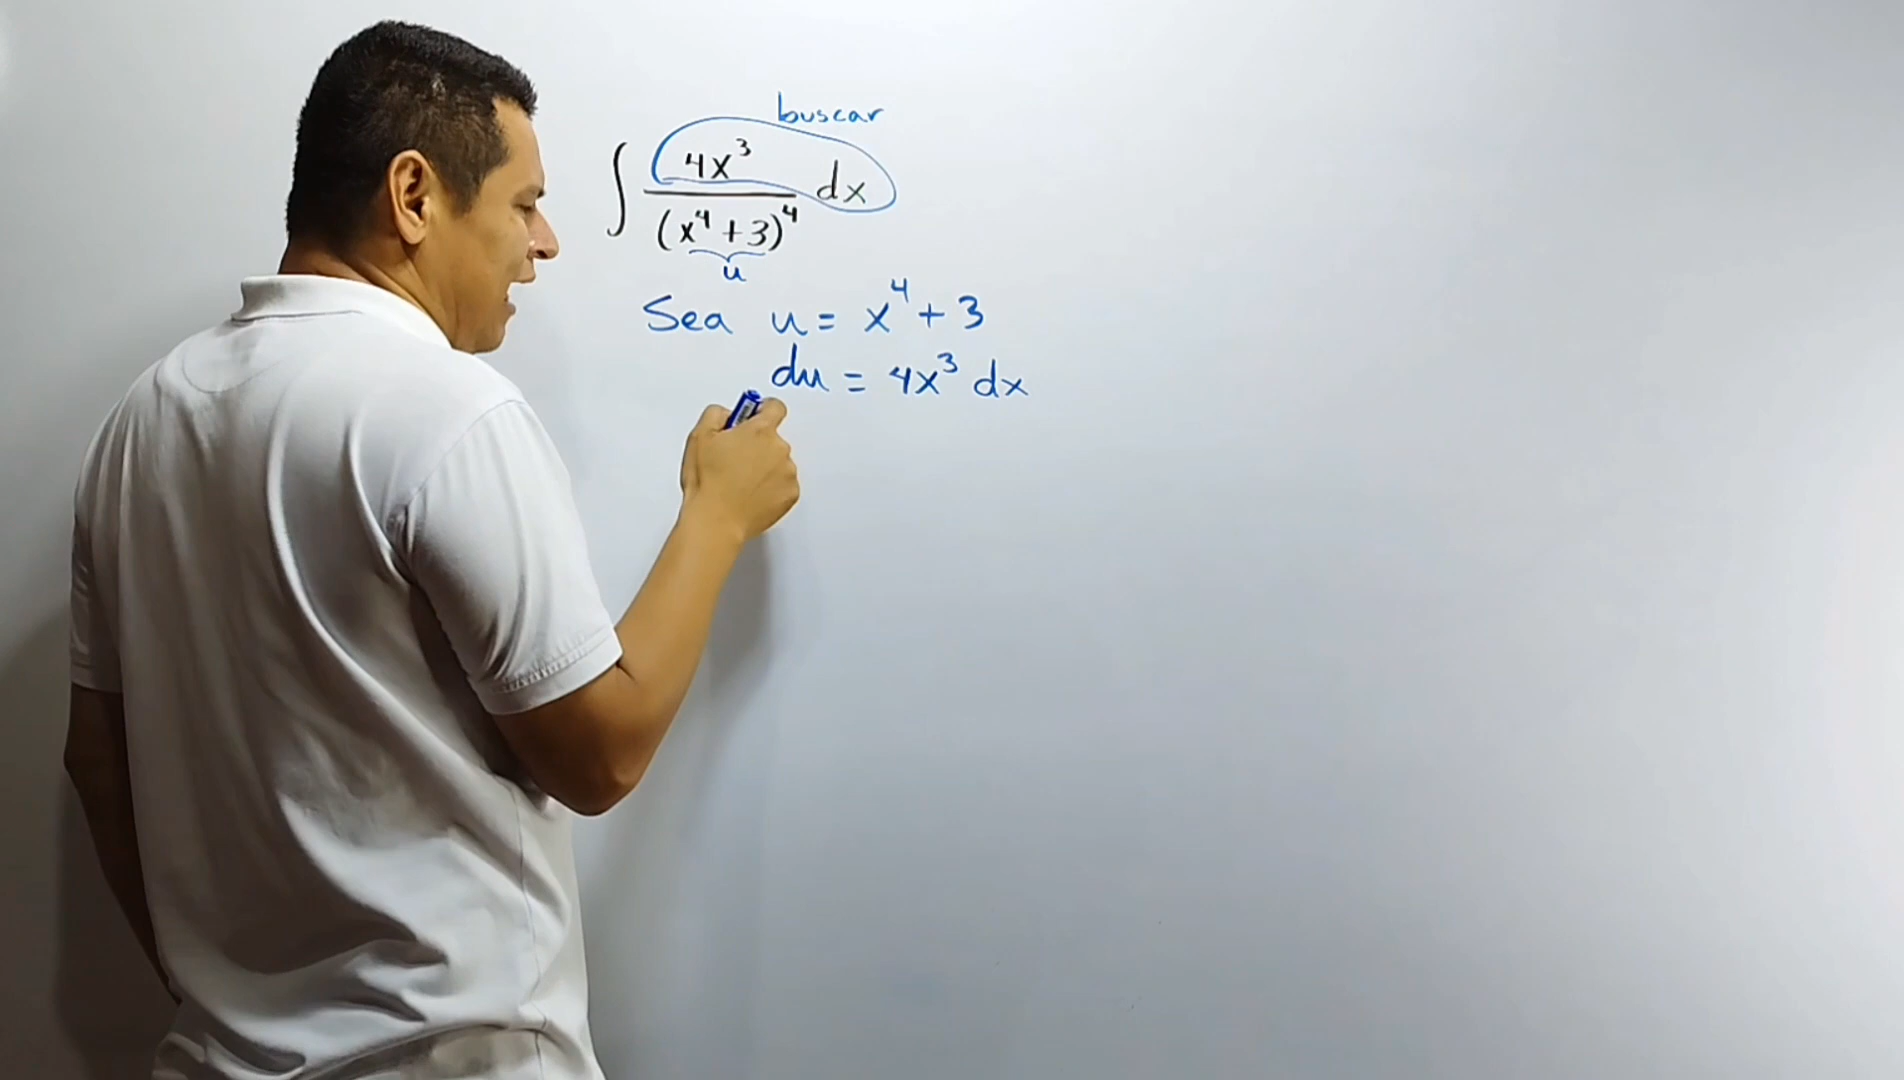 buscar
∫ 4x³ / (x⁴ + 3)⁴ dx
u
Sea u = x⁴ + 3
du = 4x³ dx